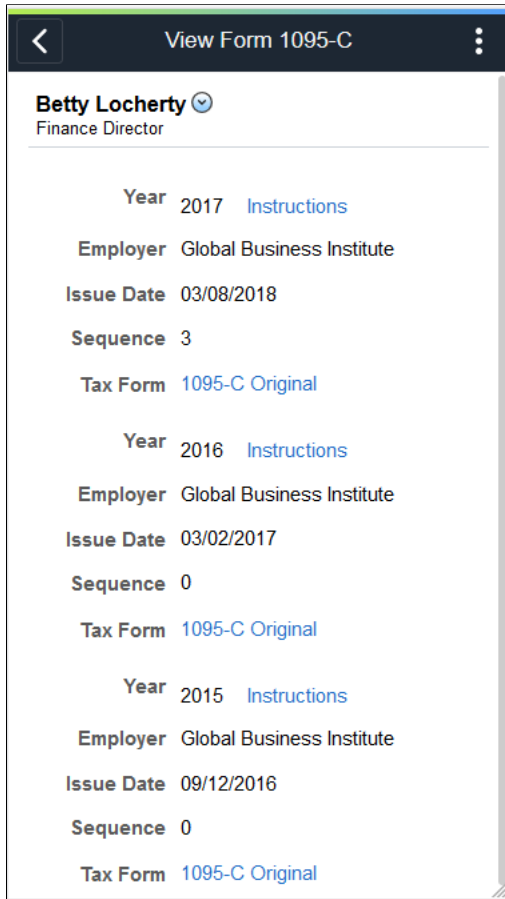 View Form 1095-C
Betty Locherty
Finance Director
Year 2017 Instructions
Employer Global Business Institute
Issue Date 03/08/2018
Sequence 3
Tax Form 1095-C Original
Year 2016 Instructions
Employer Global Business Institute
Issue Date 03/02/2017
Sequence 0
Tax Form 1095-C Original
Year 2015 Instructions
Employer Global Business Institute
Issue Date 09/12/2016
Sequence 0
Tax Form 1095-C Original